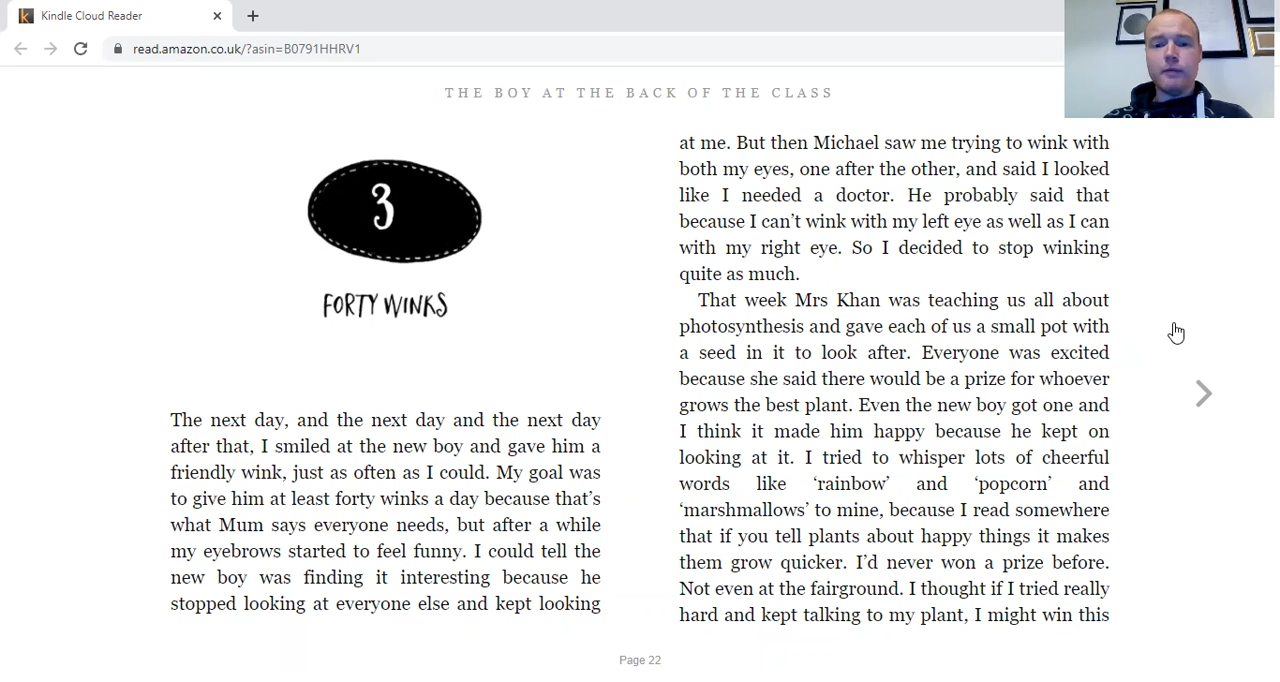 Kindle Cloud Reader
read.amazon.co.uk/?asin=B0791HHRV1
THE BOY AT THE BACK OF THE CLASS
3
FORTY WINKS
The next day, and the next day and the next day
after that, I smiled at the new boy and gave him a
friendly wink, just as often as I could. My goal was
to give him at least forty winks a day because that's
what Mum says everyone needs, but after a while
my eyebrows started to feel funny. I could tell the
new boy was finding it interesting because he
stopped looking at everyone else and kept looking
at me. But then Michael saw me trying to wink with
both my eyes, one after the other, and said I looked
like I needed a doctor. He probably said that
because I can't wink with my left eye as well as I can
with my right eye. So I decided to stop winking
quite as much.
That week Mrs Khan was teaching us all about
photosynthesis and gave each of us a small pot with
a seed in it to look after. Everyone was excited
because she said there would be a prize for whoever
grows the best plant. Even the new boy got one and
I think it made him happy because he kept on
looking at it. I tried to whisper lots of cheerful
words like 'rainbow' and 'popcorn' and
'marshmallows' to mine, because I read somewhere
that if you tell plants about happy things it makes
them grow quicker. I'd never won a prize before.
Not even at the fairground. I thought if I tried really
hard and kept talking to my plant, I might win this
Page 22